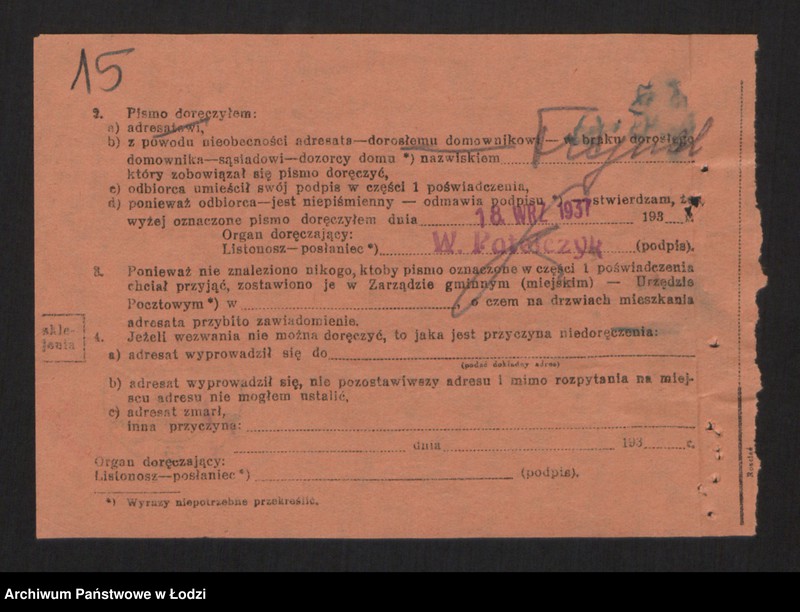 15
2. Pismo doręczyłem:
a) adresatowi,
b) z powodu nieobecności adresata—dorosłemu domownikowi — w braku dorosłego
domownika—sąsiadowi—dozorcy domu *) nazwiskiem
który zobowiązał się pismo doręczyć,
c) odbiorca umieścił swój podpis w części 1 poświadczenia,
d) ponieważ odbiorca—jest niepiśmienny — odmawia podpisu stwierdzam, że
wyżej oznaczone pismo doręczyłem dnia 18. WRZ 1937 193 r.
Organ doręczający:
Listonosz—posłaniec *) W. (podpis).
3. Ponieważ nie znaleziono nikogo, ktoby pismo oznaczone w części 1 poświadczenia
chciał przyjąć, zostawiono je w Zarządzie gminnym (miejskim) — Urzędzie
Pocztowym *) w , o czem na drzwiach mieszkania
adresata przybito zawiadomienie.
skle-
jenia
4. Jeżeli wezwania nie można doręczyć, to jaka jest przyczyna niedoręczenia:
a) adresat wyprowadził się do
(podać dokładny adres)
b) adresat wyprowadził się, nie pozostawiwszy adresu i mimo rozpytania na miej-
scu adresu nie mogłem ustalić,
c) adresat zmarł,
inna przyczyna:
dnia 193 r.
Organ doręczający:
Listonosz—posłaniec *) (podpis).
*) Wyrazy niepotrzebne przekreślić.
Archiwum Państwowe w Łodzi